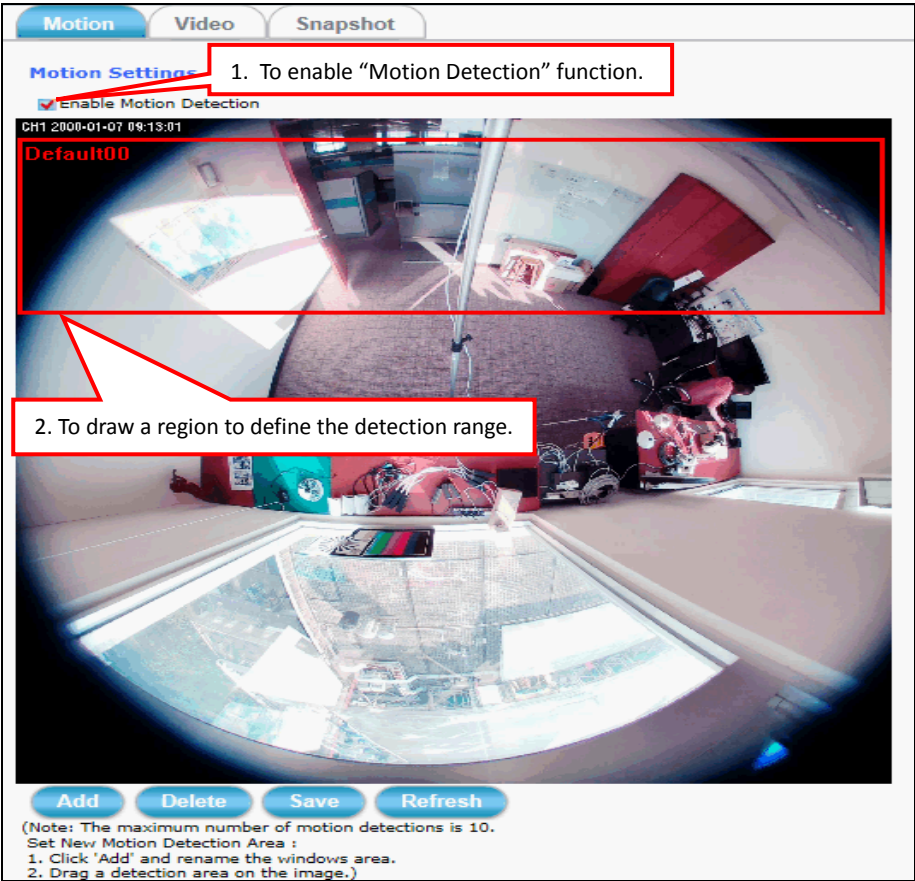 Motion Video Snapshot
Motion Settings
1. To enable “Motion Detection” function.
Enable Motion Detection
CH1 2000-01-07 09:13:01
Default00
2. To draw a region to define the detection range.
Add Delete Save Refresh
(Note: The maximum number of motion detections is 10.
Set New Motion Detection Area :
1. Click 'Add' and rename the windows area.
2. Drag a detection area on the image.)